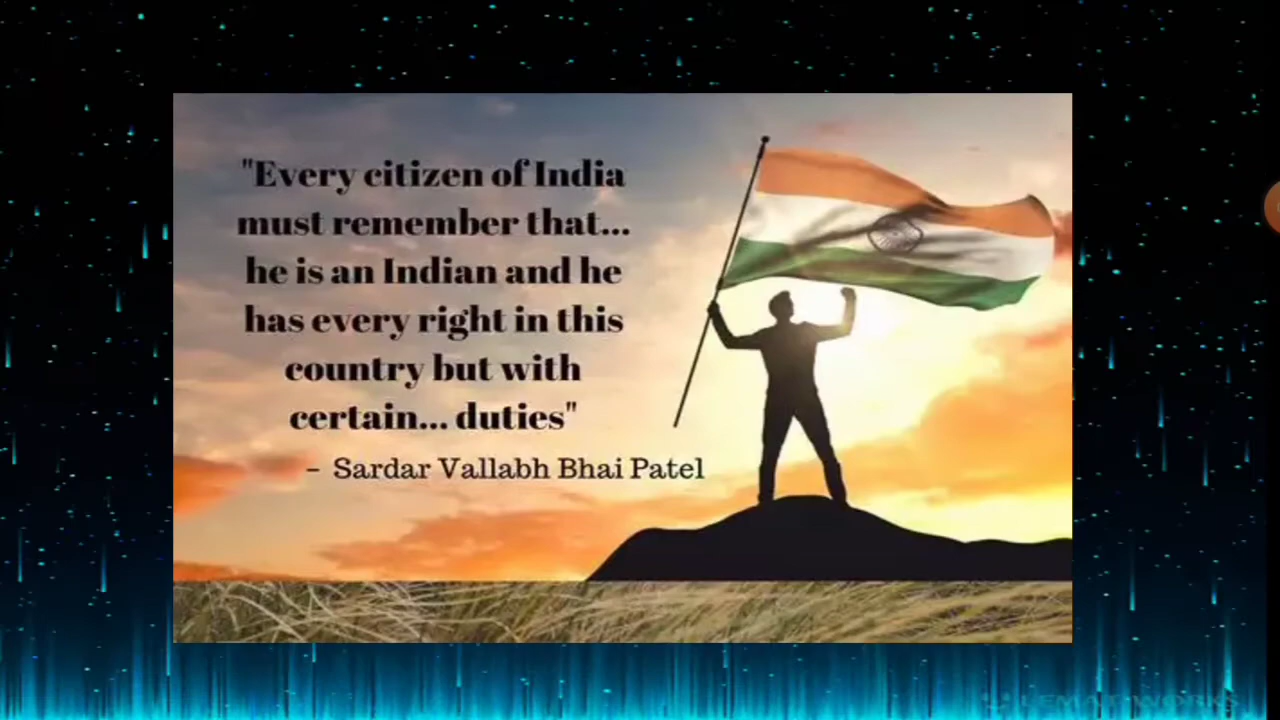 "Every citizen of India
must remember that...
he is an Indian and he
has every right in this
country but with
certain... duties"
– Sardar Vallabh Bhai Patel